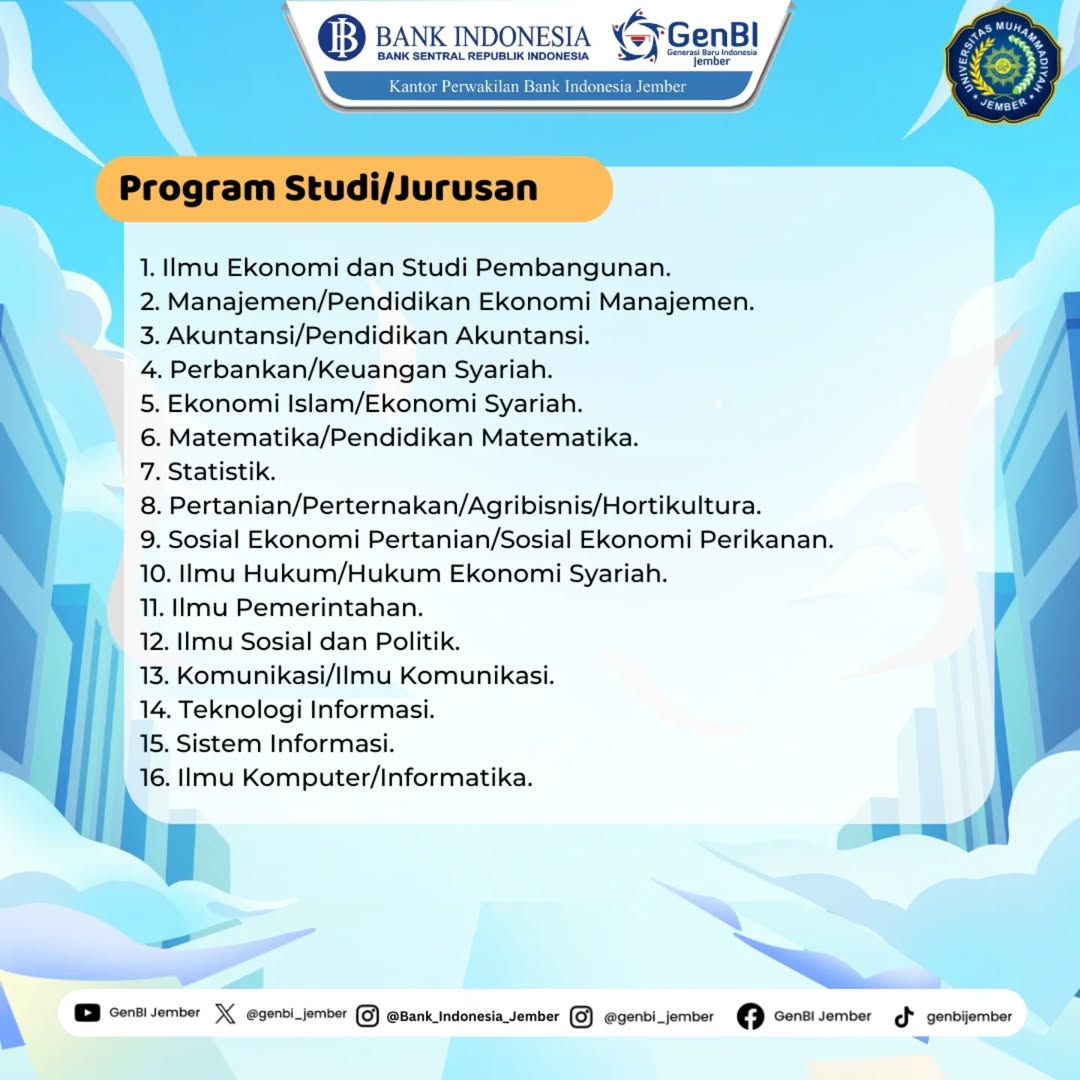 BANK INDONESIA
BANK SENTRAL REPUBLIK INDONESIA
GenBI
Generasi Baru Indonesia
Jember
Kantor Perwakilan Bank Indonesia Jember
UNIVERSITAS MUHAMMADIYAH
JEMBER
Program Studi/Jurusan
1. Ilmu Ekonomi dan Studi Pembangunan.
2. Manajemen/Pendidikan Ekonomi Manajemen.
3. Akuntansi/Pendidikan Akuntansi.
4. Perbankan/Keuangan Syariah.
5. Ekonomi Islam/Ekonomi Syariah.
6. Matematika/Pendidikan Matematika.
7. Statistik.
8. Pertanian/Perternakan/Agribisnis/Hortikultura.
9. Sosial Ekonomi Pertanian/Sosial Ekonomi Perikanan.
10. Ilmu Hukum/Hukum Ekonomi Syariah.
11. Ilmu Pemerintahan.
12. Ilmu Sosial dan Politik.
13. Komunikasi/Ilmu Komunikasi.
14. Teknologi Informasi.
15. Sistem Informasi.
16. Ilmu Komputer/Informatika.
GenBI Jember @genbi_jember @Bank_Indonesia_Jember @genbi_jember GenBI Jember genbijember